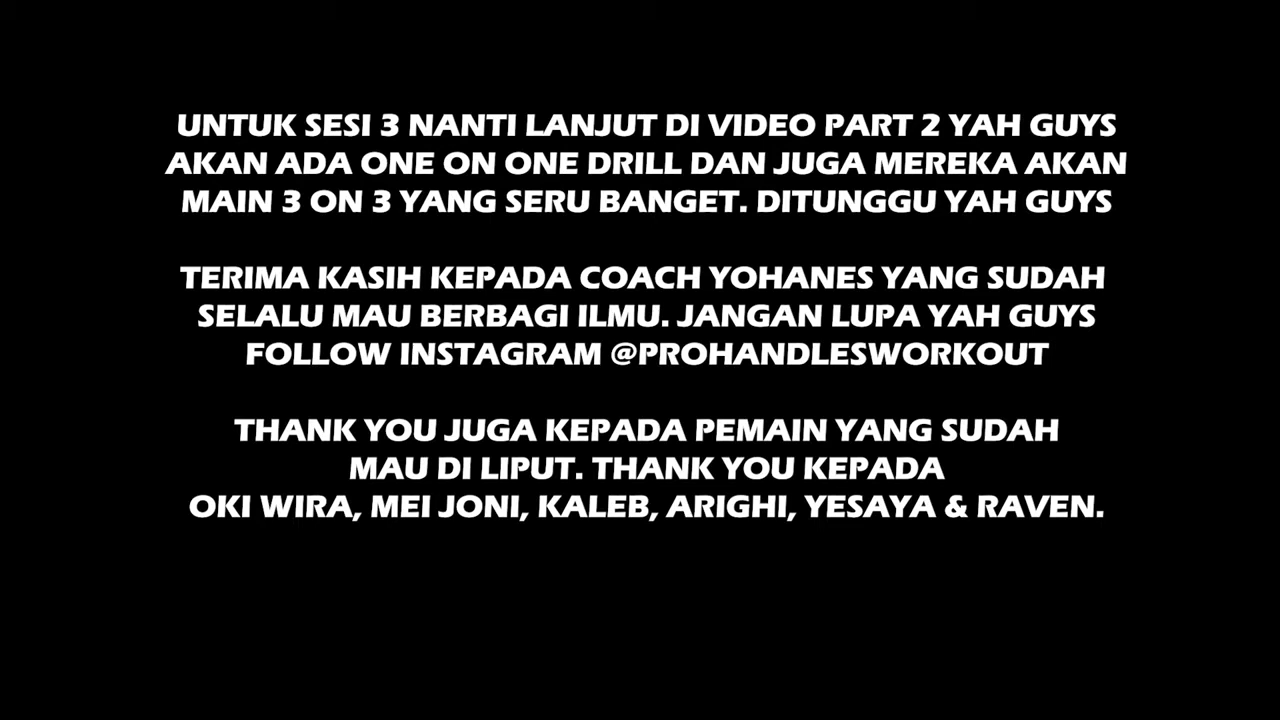 UNTUK SESI 3 NANTI LANJUT DI VIDEO PART 2 YAH GUYS
AKAN ADA ONE ON ONE DRILL DAN JUGA MEREKA AKAN
MAIN 3 ON 3 YANG SERU BANGET. DITUNGGU YAH GUYS
TERIMA KASIH KEPADA COACH YOHANES YANG SUDAH
SELALU MAU BERBAGI ILMU. JANGAN LUPA YAH GUYS
FOLLOW INSTAGRAM @PROHANDLESWORKOUT
THANK YOU JUGA KEPADA PEMAIN YANG SUDAH
MAU DI LIPUT. THANK YOU KEPADA
OKI WIRA, MEI JONI, KALEB, ARIGHI, YESAYA & RAVEN.